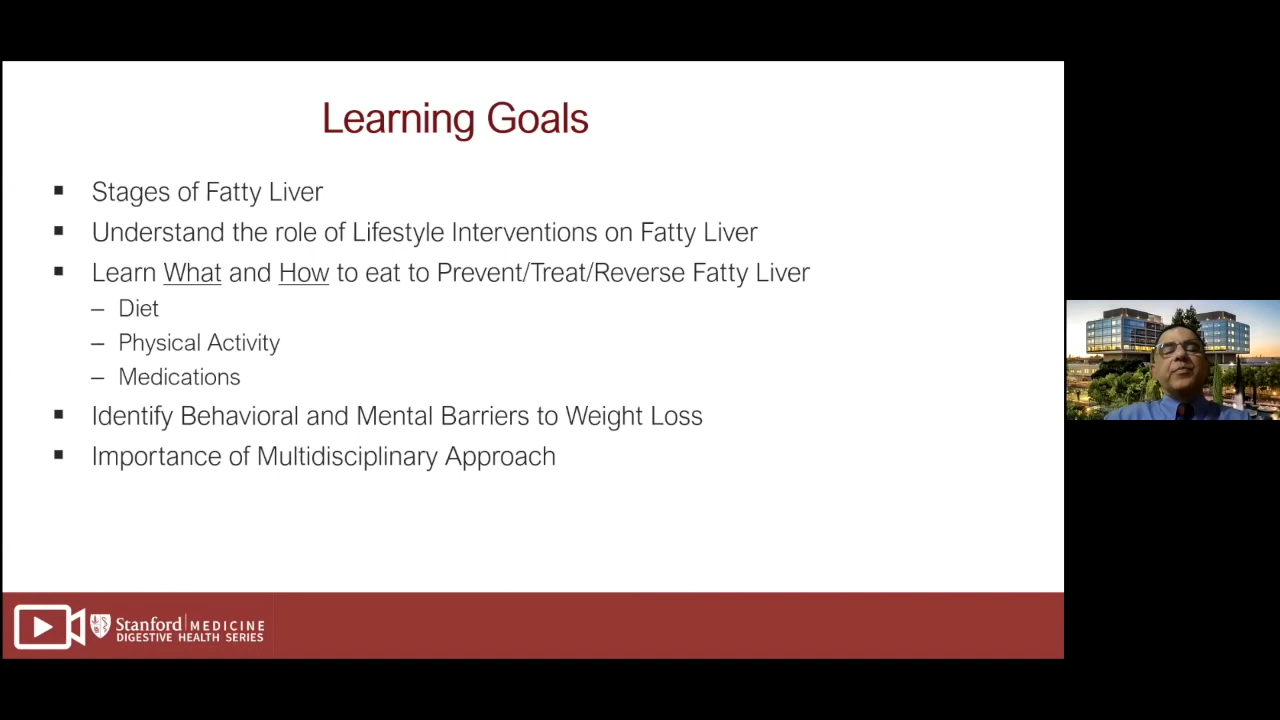 Learning Goals
▪ Stages of Fatty Liver
▪ Understand the role of Lifestyle Interventions on Fatty Liver
▪ Learn What and How to eat to Prevent/Treat/Reverse Fatty Liver
– Diet
– Physical Activity
– Medications
▪ Identify Behavioral and Mental Barriers to Weight Loss
▪ Importance of Multidisciplinary Approach
Stanford MEDICINE
DIGESTIVE HEALTH SERIES